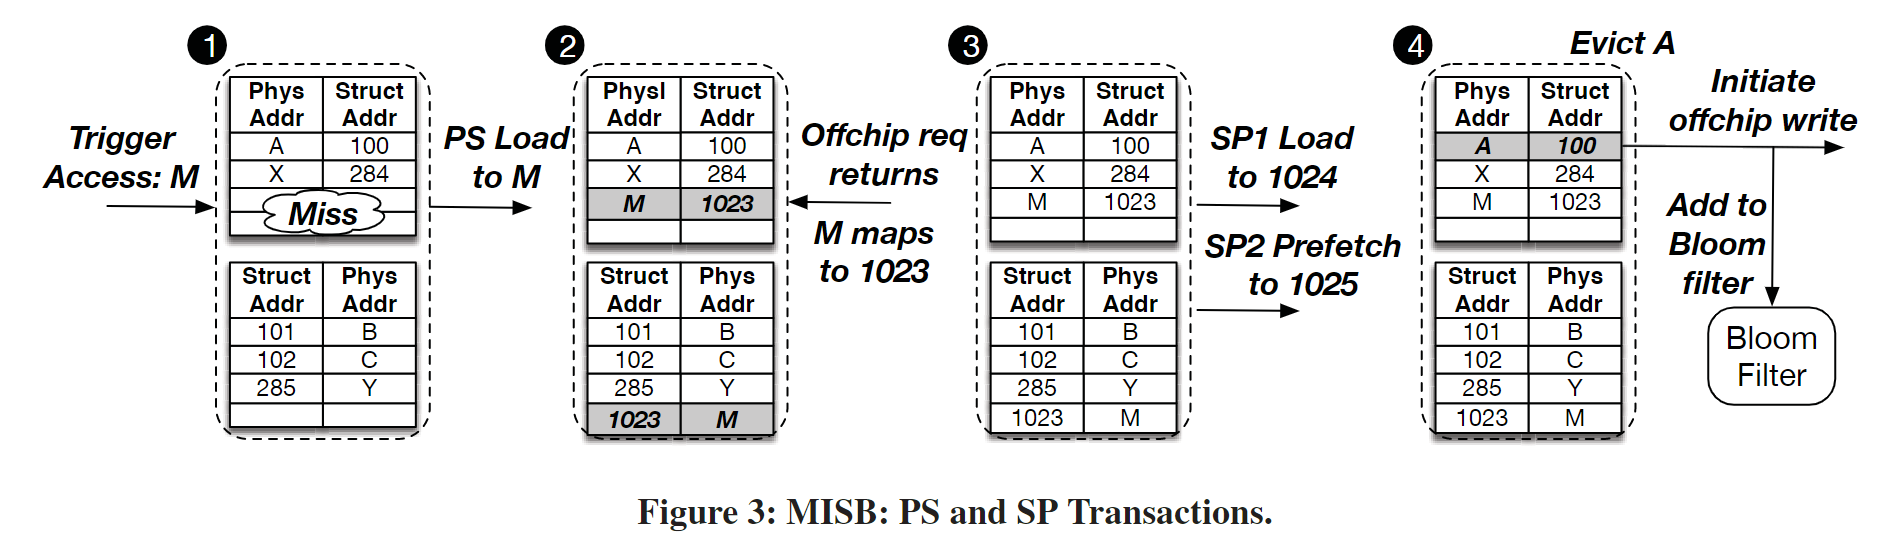 1
Trigger
Access: M
Phys Addr Struct Addr
A 100
X 284
Miss
Struct Addr Phys Addr
101 B
102 C
285 Y
PS Load
to M
2
Physl Addr Struct Addr
A 100
X 284
M 1023
Struct Addr Phys Addr
101 B
102 C
285 Y
1023 M
Offchip req
returns
M maps
to 1023
3
Phys Addr Struct Addr
A 100
X 284
M 1023
Struct Addr Phys Addr
101 B
102 C
285 Y
1023 M
SP1 Load
to 1024
SP2 Prefetch
to 1025
4
Evict A
Phys Addr Struct Addr
A 100
X 284
M 1023
Struct Addr Phys Addr
101 B
102 C
285 Y
1023 M
Initiate
offchip write
Add to
Bloom
filter
Bloom
Filter
Figure 3: MISB: PS and SP Transactions.